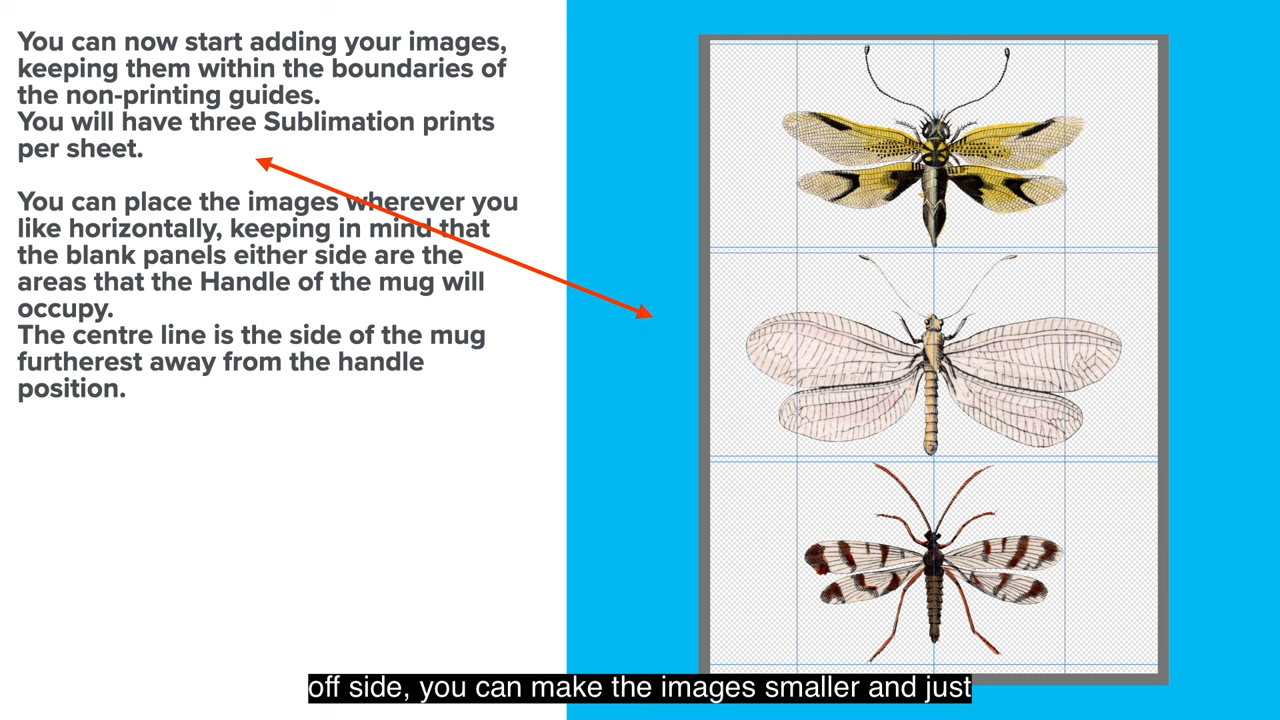 You can now start adding your images,
keeping them within the boundaries of
the non-printing guides.
You will have three Sublimation prints
per sheet.
You can place the images wherever you
like horizontally, keeping in mind that
the blank panels either side are the
areas that the Handle of the mug will
occupy.
The centre line is the side of the mug
furtherest away from the handle
position.
off side, you can make the images smaller and just